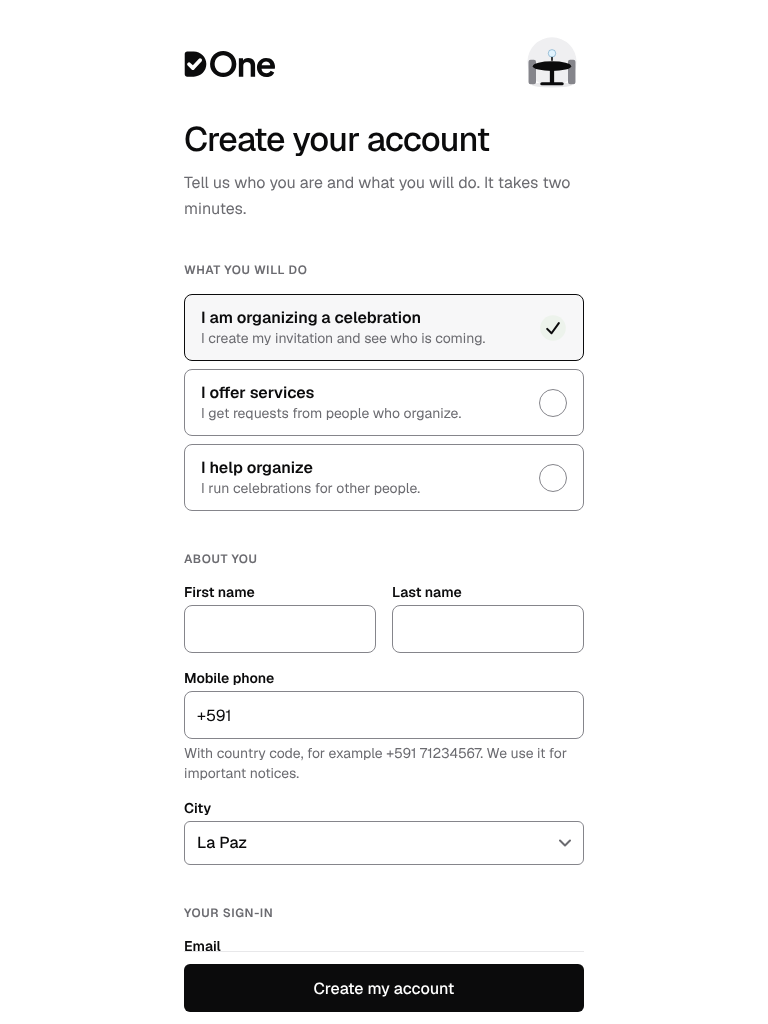 One
Create your account
Tell us who you are and what you will do. It takes two
minutes.
WHAT YOU WILL DO
I am organizing a celebration
I create my invitation and see who is coming.
I offer services
I get requests from people who organize.
I help organize
I run celebrations for other people.
ABOUT YOU
First name
Last name
Mobile phone
+591
With country code, for example +591 71234567. We use it for
important notices.
City
La Paz
YOUR SIGN-IN
Email
Create my account